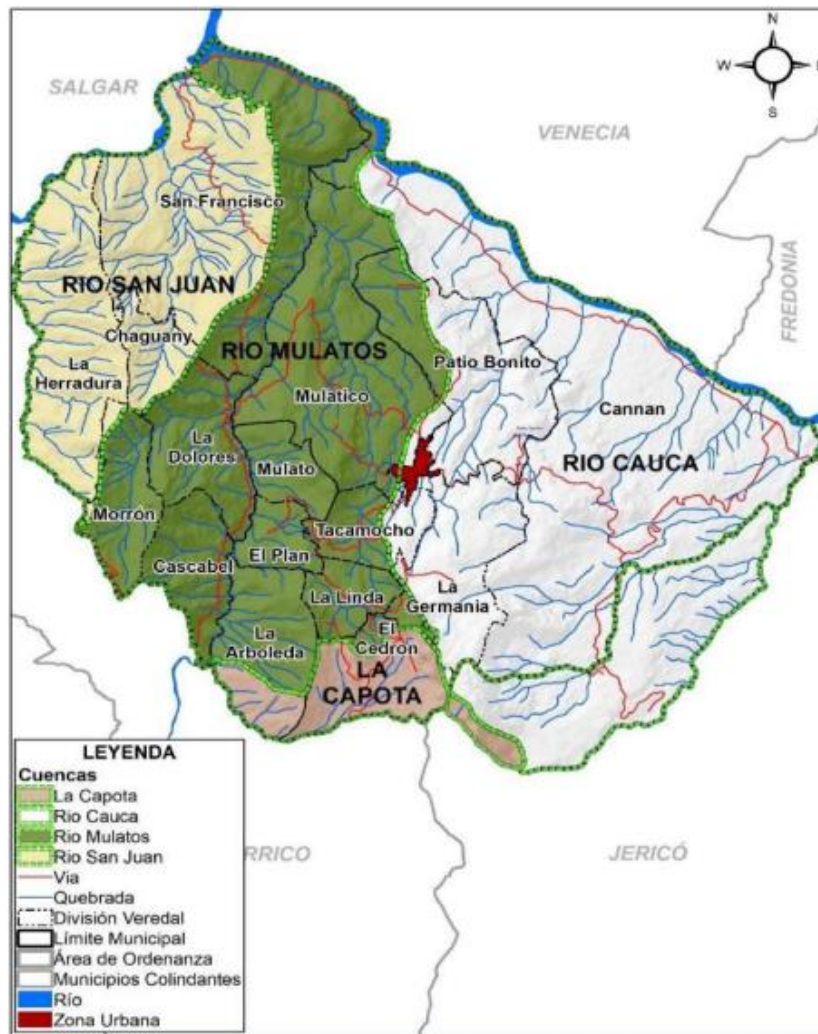 N
W
S
SALGAR
VENECIA
FREDONIA
San Francisco
RIO SAN JUAN
Chaguany
La
Herradura
RIO MULATOS
Patio Bonito
Mulatico
Cannan
La
Dolores
Mulato
RIO CAUCA
Morrón
Tacamocho
Cascabel
El Plan
La Linda
La
Germania
La
Arboleda
El
Cedron
LA
CAPOTA
LEYENDA
Cuencas
La Capota
Rio Cauca
Rio Mulatos
Rio San Juan
Via
Quebrada
División Veredal
Límite Municipal
Área de Ordenanza
Municipios Colindantes
Río
Zona Urbana
RRICO
JERICÓ